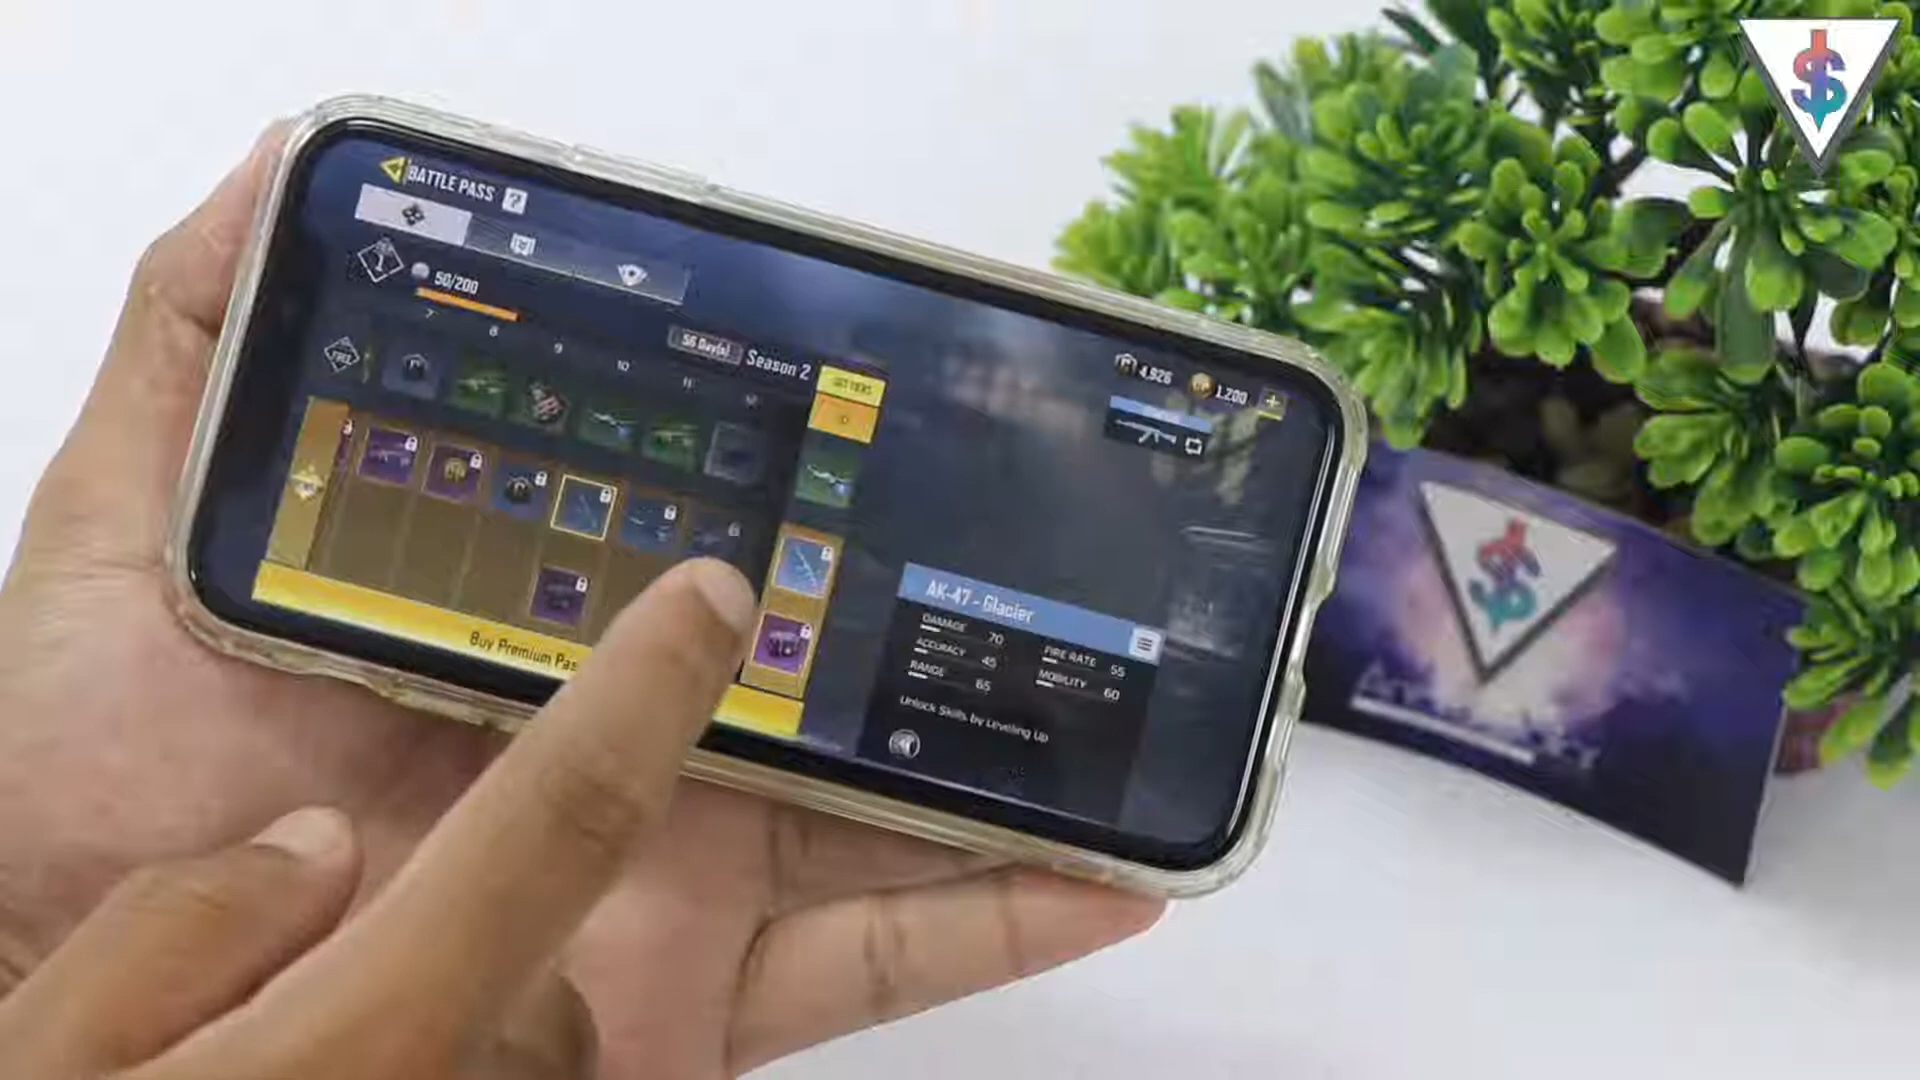 BATTLE PASS ?
1
50/200
7 8 9 10 11 12
56 Day(s) Season 2
FREE
4,926 1,200 +
Buy Premium Pas
AK-47 - Glacier
DAMAGE 70 FIRE RATE 55
ACCURACY 45 MOBILITY 60
RANGE 65
Unlock Skills by Leveling Up
$